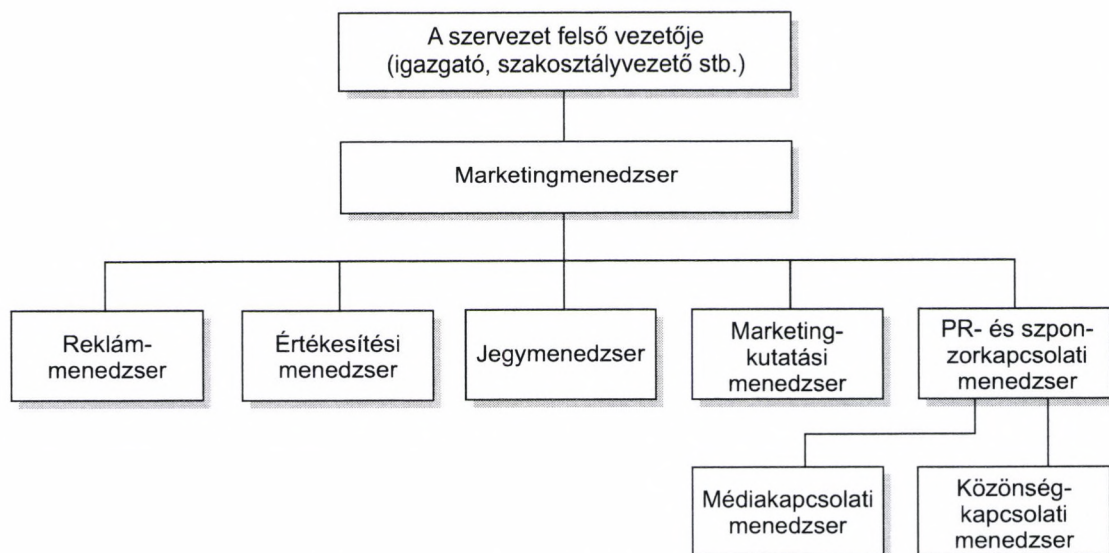 A szervezet felső vezetője
(igazgató, szakosztályvezető stb.)
Marketingmenedzser
Reklám-
menedzser
Értékesítési
menedzser
Jegymenedzser
Marketing-
kutatási
menedzser
PR- és szpon-
zorkapcsolati
menedzser
Médiakapcsolati
menedzser
Közönség-
kapcsolati
menedzser